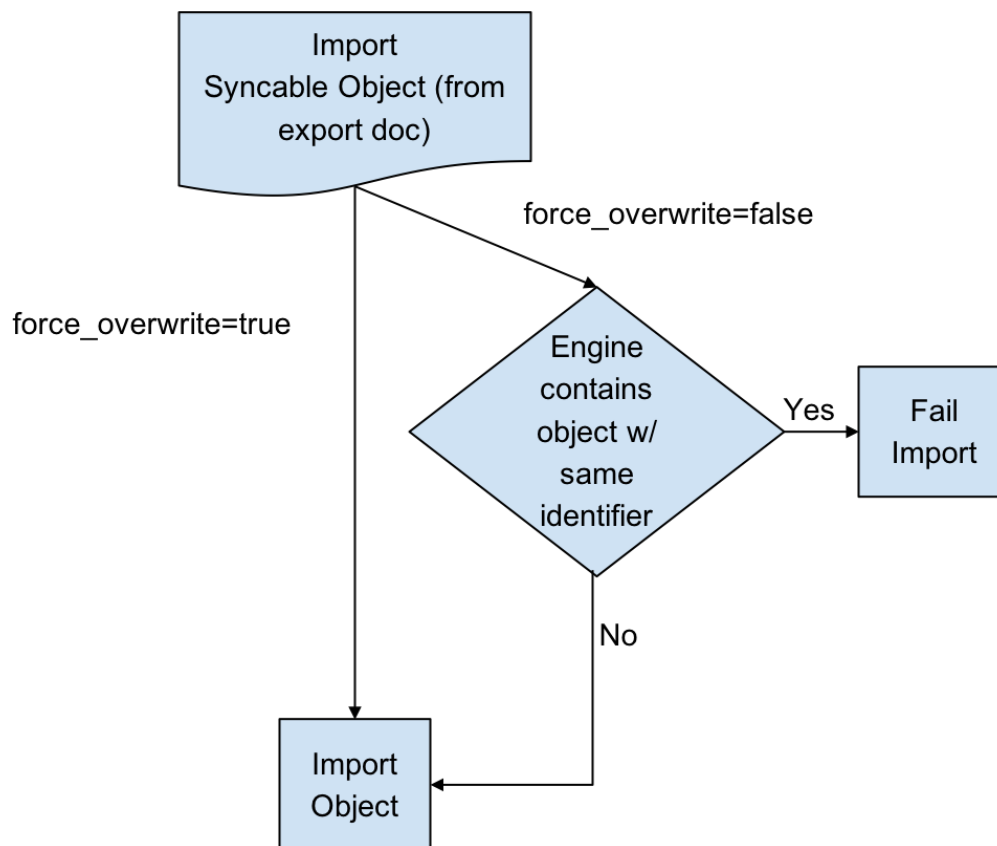 Import
Syncable Object (from
export doc)
force_overwrite=false
force_overwrite=true
Engine
contains
object w/
same
identifier
Yes
Fail
Import
No
Import
Object